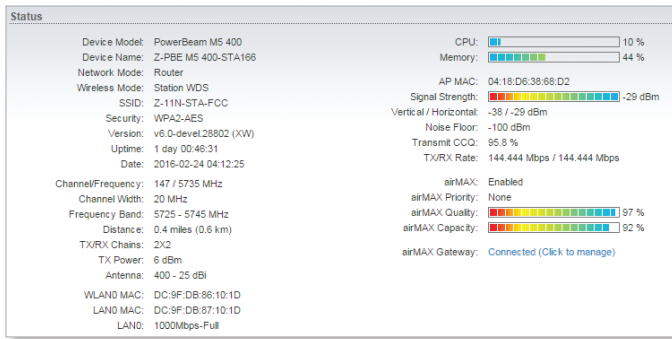 Status
Device Model: PowerBeam M5 400
Device Name: Z-PBE M5 400-STA166
Network Mode: Router
Wireless Mode: Station WDS
SSID: Z-11N-STA-FCC
Security: WPA2-AES
Version: v6.0-devel.28802 (XW)
Uptime: 1 day 00:46:31
Date: 2016-02-24 04:12:25
Channel/Frequency: 147 / 5735 MHz
Channel Width: 20 MHz
Frequency Band: 5725 - 5745 MHz
Distance: 0.4 miles (0.6 km)
TX/RX Chains: 2X2
TX Power: 6 dBm
Antenna: 400 - 25 dBi
WLAN0 MAC: DC:9F:DB:86:10:1D
LAN0 MAC: DC:9F:DB:87:10:1D
LAN0: 1000Mbps-Full
CPU: 10 %
Memory: 44 %
AP MAC: 04:18:D6:38:68:D2
Signal Strength: -29 dBm
Vertical / Horizontal: -38 / -29 dBm
Noise Floor: -100 dBm
Transmit CCQ: 95.8 %
TX/RX Rate: 144.444 Mbps / 144.444 Mbps
airMAX: Enabled
airMAX Priority: None
airMAX Quality: 97 %
airMAX Capacity: 92 %
airMAX Gateway: Connected (Click to manage)